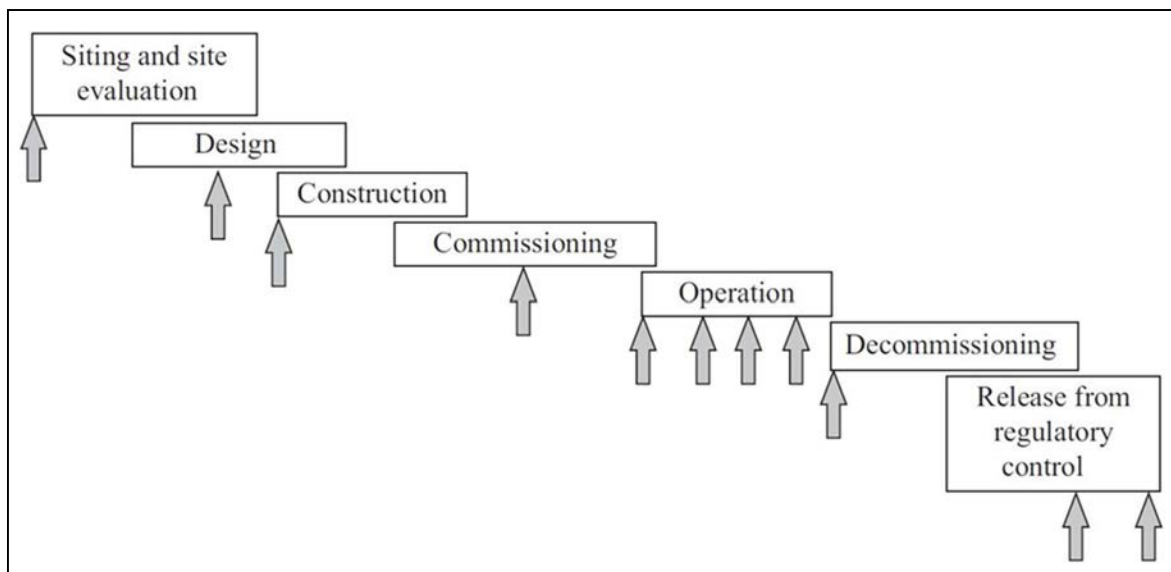 Siting and site
evaluation
Design
Construction
Commissioning
Operation
Decommissioning
Release from
regulatory
control